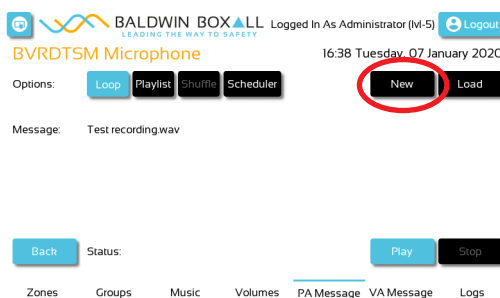 BALDWIN BOXALL Logged In As Administrator (lvl-5) Logout
LEADING THE WAY TO SAFETY
BVRDTSM Microphone 16:38 Tuesday, 07 January 2020
Options: Loop Playlist Shuffle Scheduler New Load
Message: Test recording.wav
Back Status: Play Stop
Zones Groups Music Volumes PA Message VA Message Logs